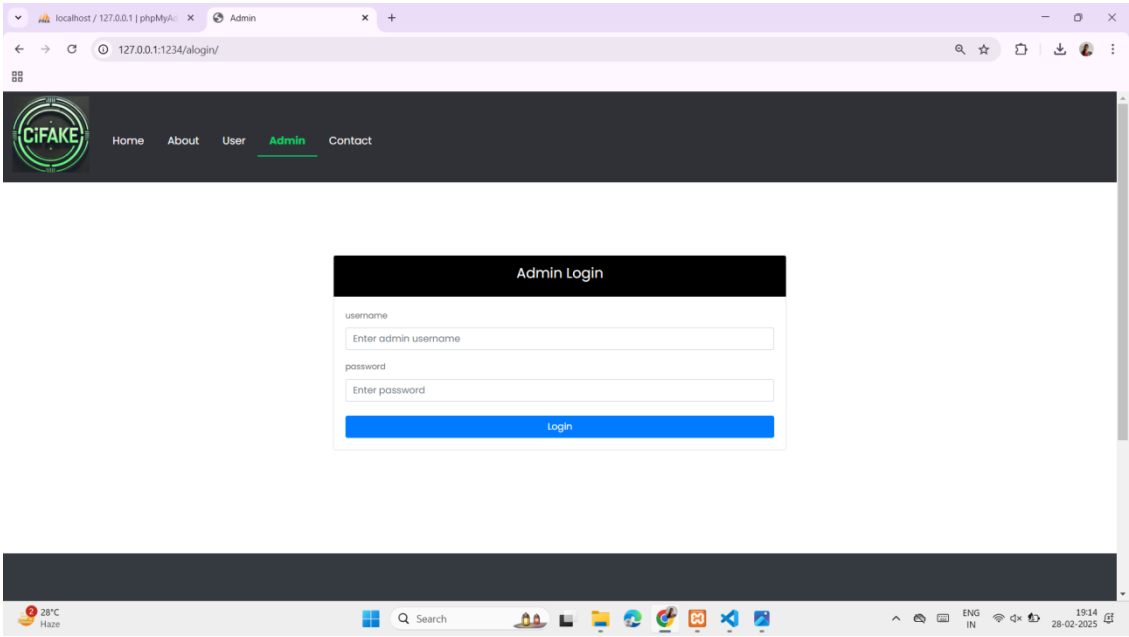 localhost / 127.0.0.1 | phpMyAd
Admin
127.0.0.1:1234/alogin/
CiFAKE
Home About User Admin Contact
Admin Login
username
Enter admin username
password
Enter password
Login
2
28°C
Haze
Search
ENG
IN
19:14
28-02-2025